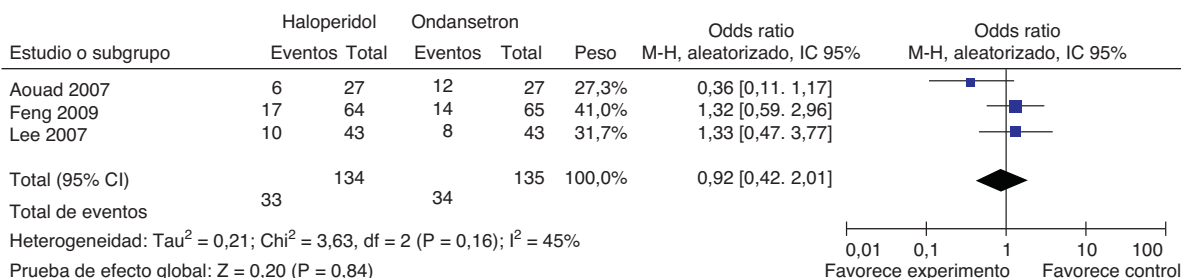 Haloperidol Ondansetron Odds ratio Odds ratio
Estudio o subgrupo Eventos Total Eventos Total Peso M-H, aleatorizado, IC 95% M-H, aleatorizado, IC 95%
Aouad 2007 6 27 12 27 27,3% 0,36 [0,11. 1,17]
Feng 2009 17 64 14 65 41,0% 1,32 [0,59. 2,96]
Lee 2007 10 43 8 43 31,7% 1,33 [0,47. 3,77]
Total (95% CI) 134 135 100,0% 0,92 [0,42. 2,01]
Total de eventos 33 34
Heterogeneidad: Tau² = 0,21; Chi² = 3,63, df = 2 (P = 0,16); I² = 45%
Prueba de efecto global: Z = 0,20 (P = 0,84)
0,01 0,1 1 10 100
Favorece experimento Favorece control